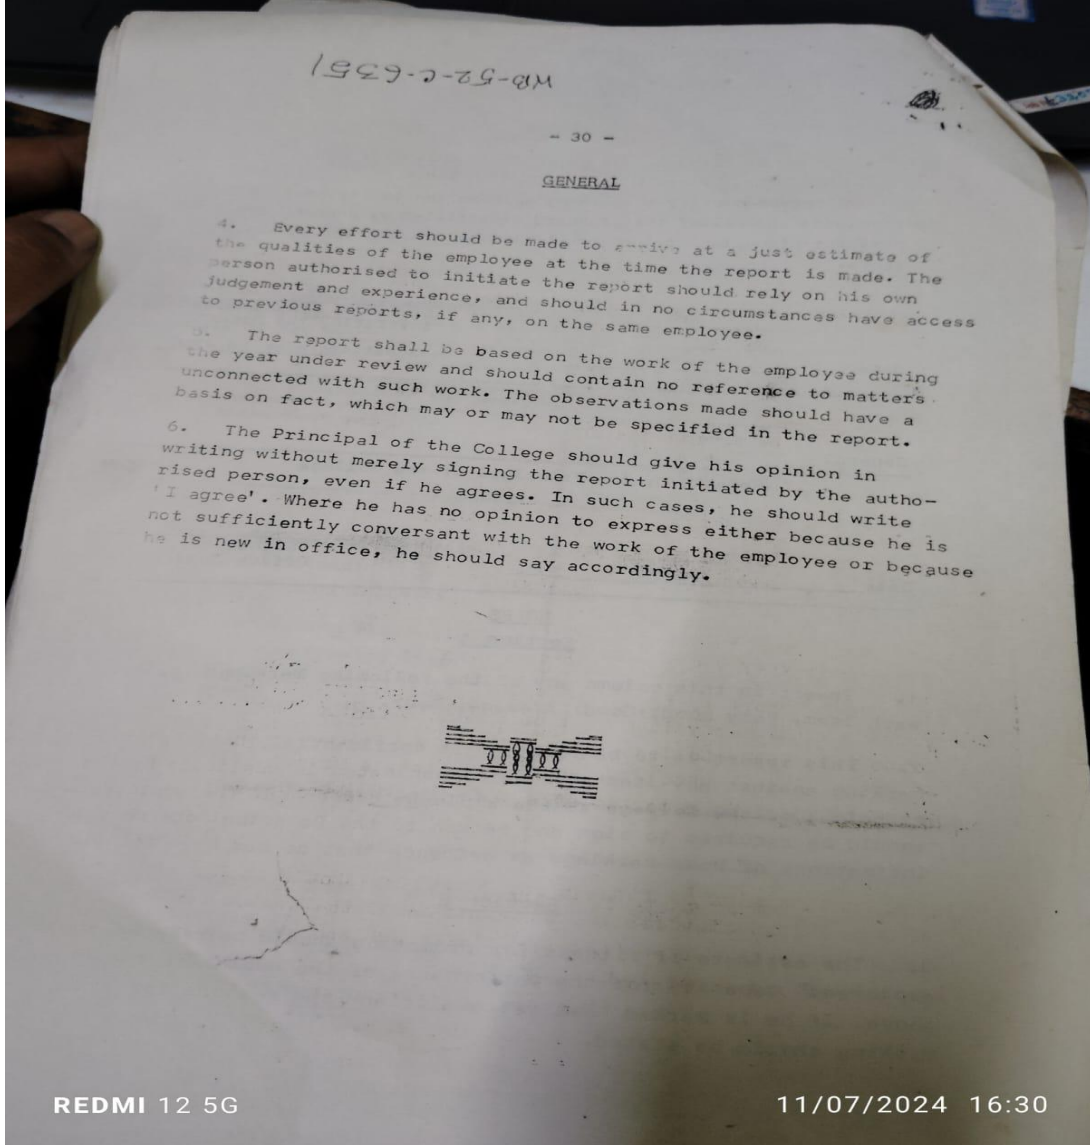 WB-52-C-6351
- 30 -
GENERAL
4. Every effort should be made to arrive at a just estimate of
the qualities of the employee at the time the report is made. The
person authorised to initiate the report should rely on his own
judgement and experience, and should in no circumstances have access
to previous reports, if any, on the same employee.
5. The report shall be based on the work of the employee during
the year under review and should contain no reference to matters
unconnected with such work. The observations made should have a
basis on fact, which may or may not be specified in the report.
6. The Principal of the College should give his opinion in
writing without merely signing the report initiated by the autho-
rised person, even if he agrees. In such cases, he should write
'I agree'. Where he has no opinion to express either because he is
not sufficiently conversant with the work of the employee or because
he is new in office, he should say accordingly.
REDMI 12 5G
11/07/2024 16:30